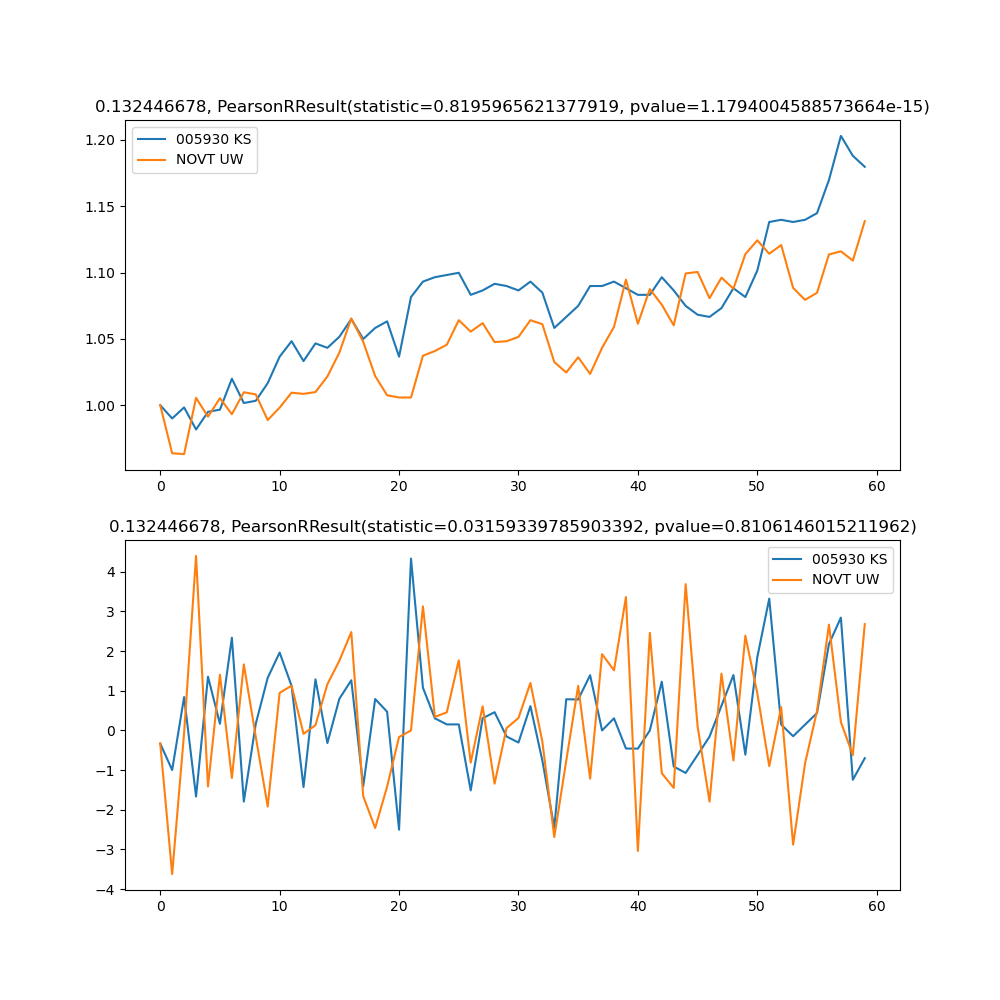 0.132446678, PearsonRResult(statistic=0.8195965621377919, pvalue=1.1794004588573664e-15)
005930 KS
NOVT UW
1.20
1.15
1.10
1.05
1.00
0 10 20 30 40 50 60
0.132446678, PearsonRResult(statistic=0.03159339785903392, pvalue=0.8106146015211962)
005930 KS
NOVT UW
4
3
2
1
0
−1
−2
−3
−4
0 10 20 30 40 50 60